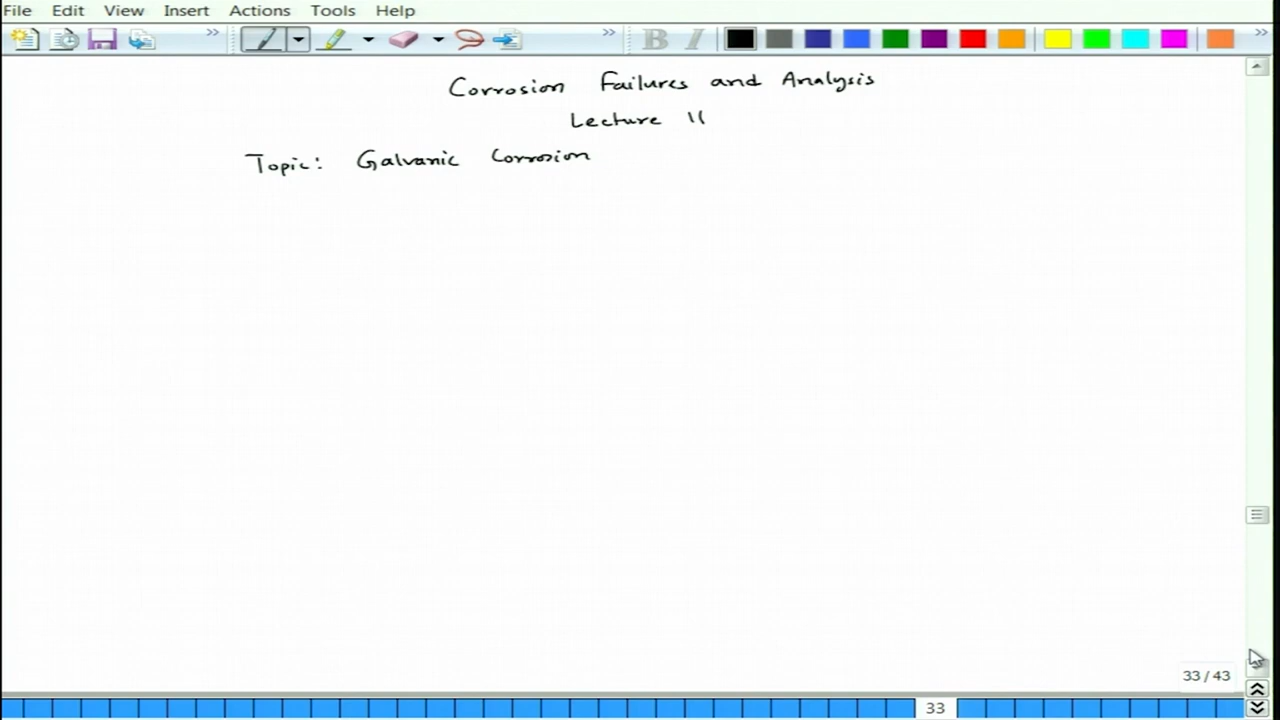 File Edit View Insert Actions Tools Help
B I
Corrosion Failures and Analysis
Lecture 11
Topic: Galvanic Corrosion
33 / 43
33